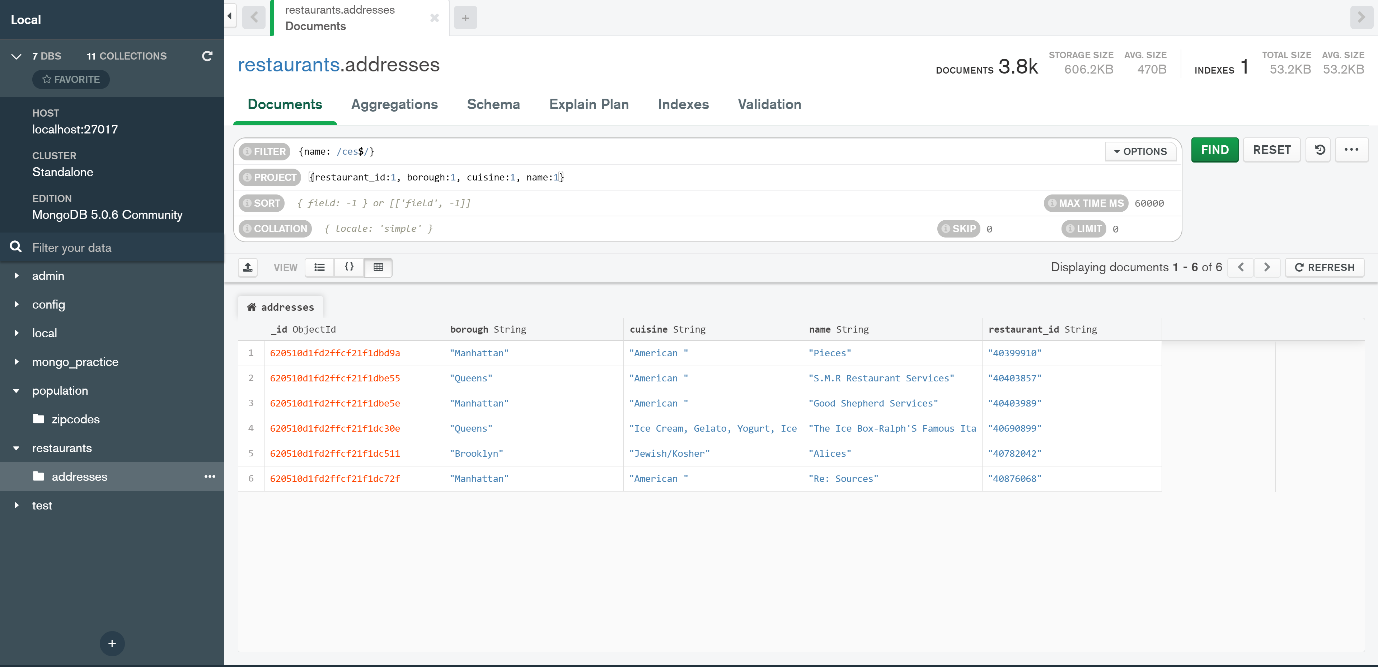 Local
7 DBS 11 COLLECTIONS
FAVORITE
HOST
localhost:27017
CLUSTER
Standalone
EDITION
MongoDB 5.0.6 Community
Filter your data
admin
config
local
mongo_practice
population
zipcodes
restaurants
addresses
test
restaurants.addresses
Documents
restaurants.addresses
DOCUMENTS 3.8k
STORAGE SIZE
606.2KB
AVG. SIZE
470B
INDEXES 1
TOTAL SIZE
53.2KB
AVG. SIZE
53.2KB
Documents Aggregations Schema Explain Plan Indexes Validation
FILTER {name: /ces$/} OPTIONS FIND RESET
PROJECT {restaurant_id:1, borough:1, cuisine:1, name:1}
SORT { field: -1 } or [['field', -1]] MAX TIME MS 60000
COLLATION { locale: 'simple' } SKIP 0 LIMIT 0
VIEW {} Displaying documents 1 - 6 of 6 REFRESH
addresses
_id ObjectId borough String cuisine String name String restaurant_id String
1 620510d1fd2ffcf21f1dbd9a "Manhattan" "American " "Pieces" "40399910"
2 620510d1fd2ffcf21f1dbe55 "Queens" "American " "S.M.R Restaurant Services" "40403857"
3 620510d1fd2ffcf21f1dbe5e "Manhattan" "American " "Good Shepherd Services" "40403989"
4 620510d1fd2ffcf21f1dc30e "Queens" "Ice Cream, Gelato, Yogurt, Ice "The Ice Box-Ralph'S Famous Ita "40690899"
5 620510d1fd2ffcf21f1dc511 "Brooklyn" "Jewish/Kosher" "Alices" "40782042"
6 620510d1fd2ffcf21f1dc72f "Manhattan" "American " "Re: Sources" "40876068"